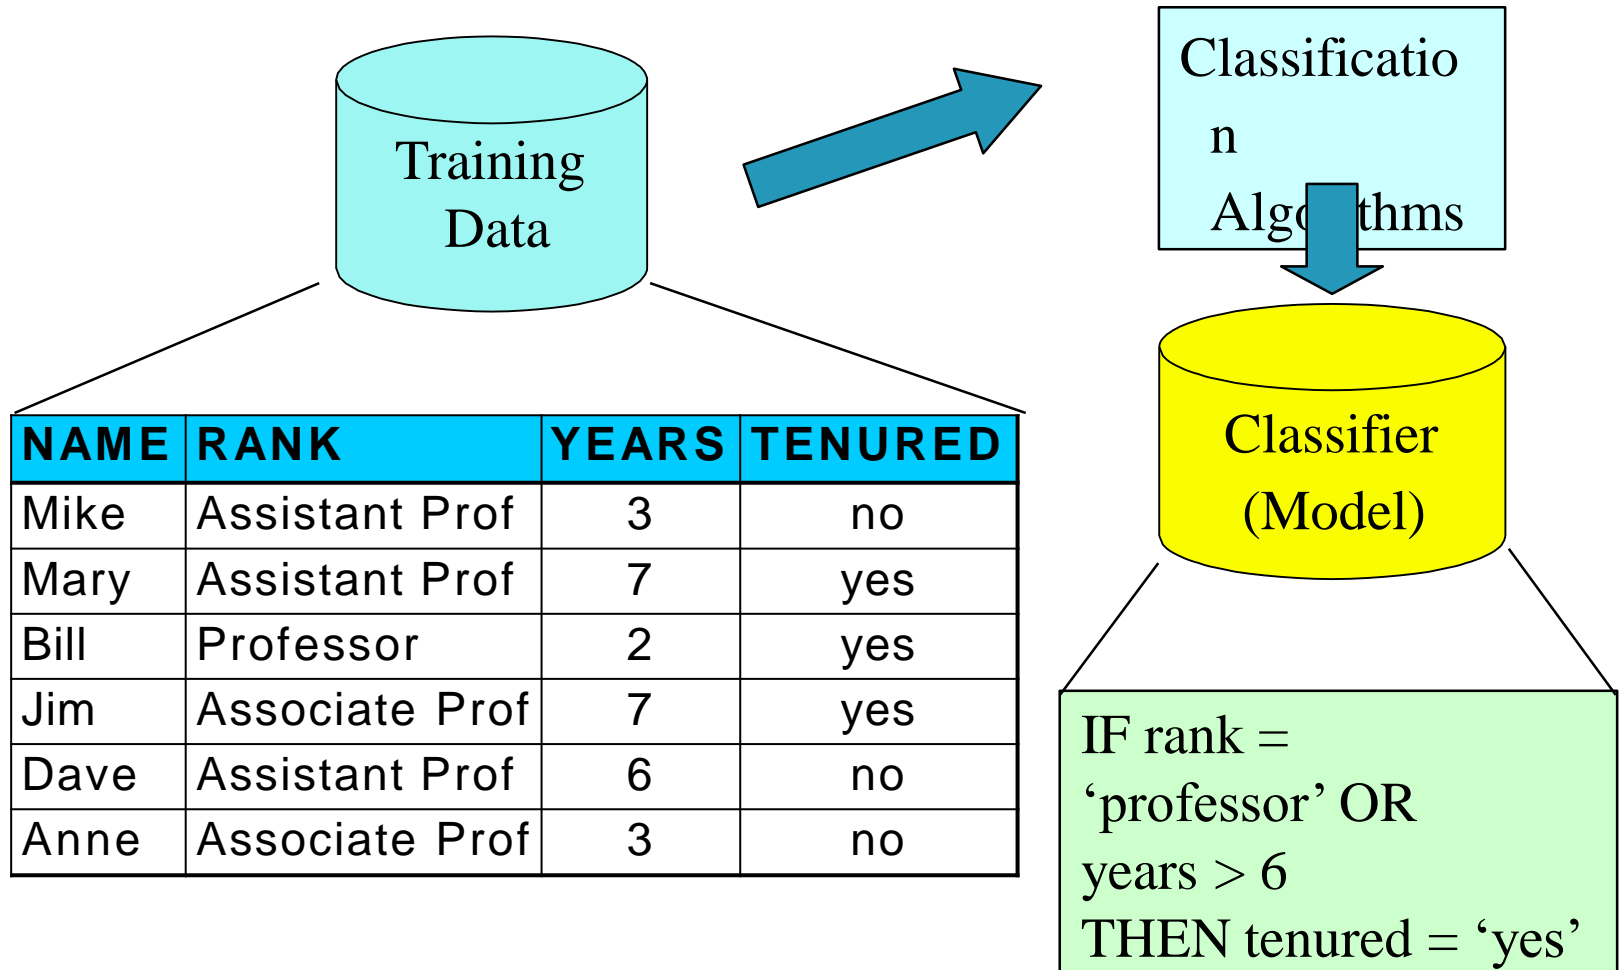 Training
Data
Classificatio
n
Algorithms
NAME RANK YEARS TENURED
Mike Assistant Prof 3 no
Mary Assistant Prof 7 yes
Bill Professor 2 yes
Jim Associate Prof 7 yes
Dave Assistant Prof 6 no
Anne Associate Prof 3 no
Classifier
(Model)
IF rank =
‘professor’ OR
years > 6
THEN tenured = ‘yes’